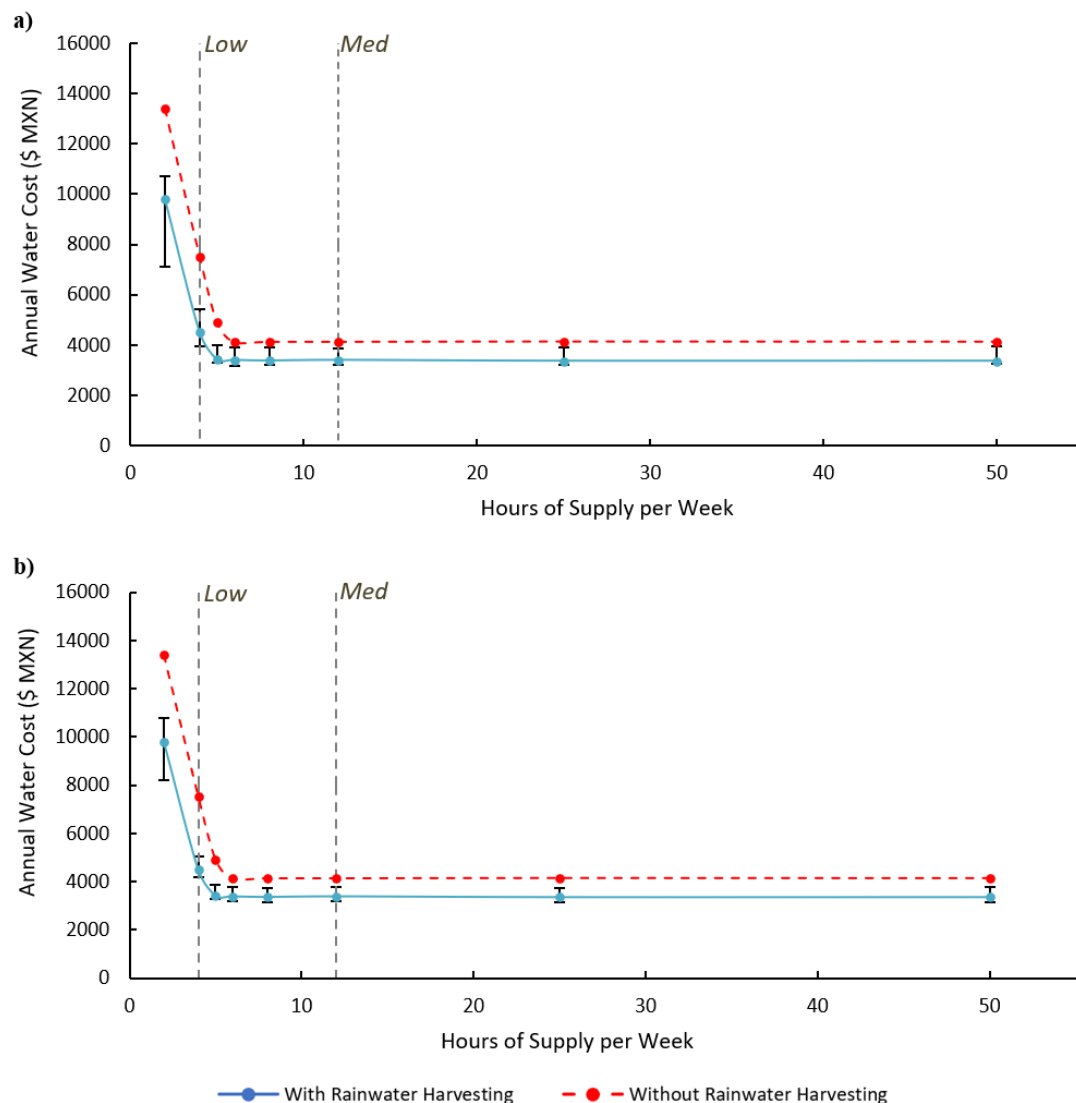 a)
Low
Med
16000
14000
12000
10000
8000
6000
4000
2000
0
Annual Water Cost ($ MXN)
0 10 20 30 40 50
Hours of Supply per Week
b)
Low
Med
16000
14000
12000
10000
8000
6000
4000
2000
0
Annual Water Cost ($ MXN)
0 10 20 30 40 50
Hours of Supply per Week
With Rainwater Harvesting Without Rainwater Harvesting